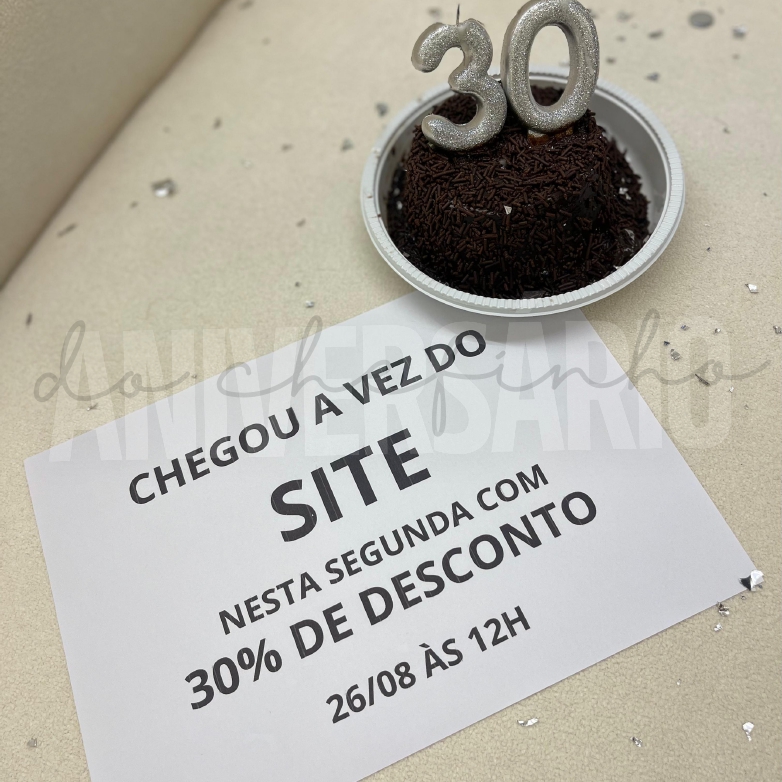 30
CHEGOU A VEZ DO
SITE
NESTA SEGUNDA COM
30% DE DESCONTO
26/08 ÀS 12H
ANIVERSÁRIO
do chefinho